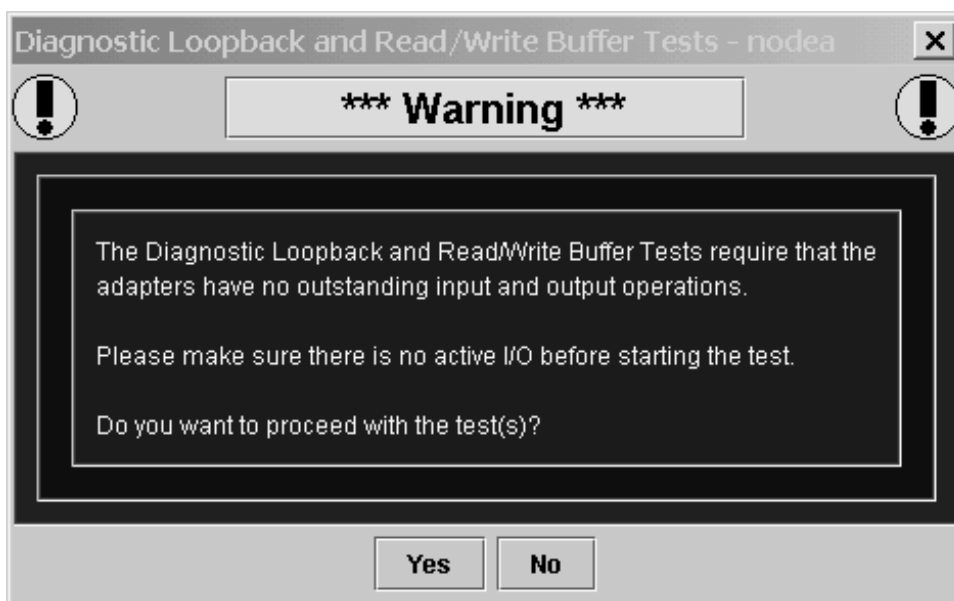 Diagnostic Loopback and Read/Write Buffer Tests - nodea
*** Warning ***
The Diagnostic Loopback and Read/Write Buffer Tests require that the
adapters have no outstanding input and output operations.
Please make sure there is no active I/O before starting the test.
Do you want to proceed with the test(s)?
Yes No